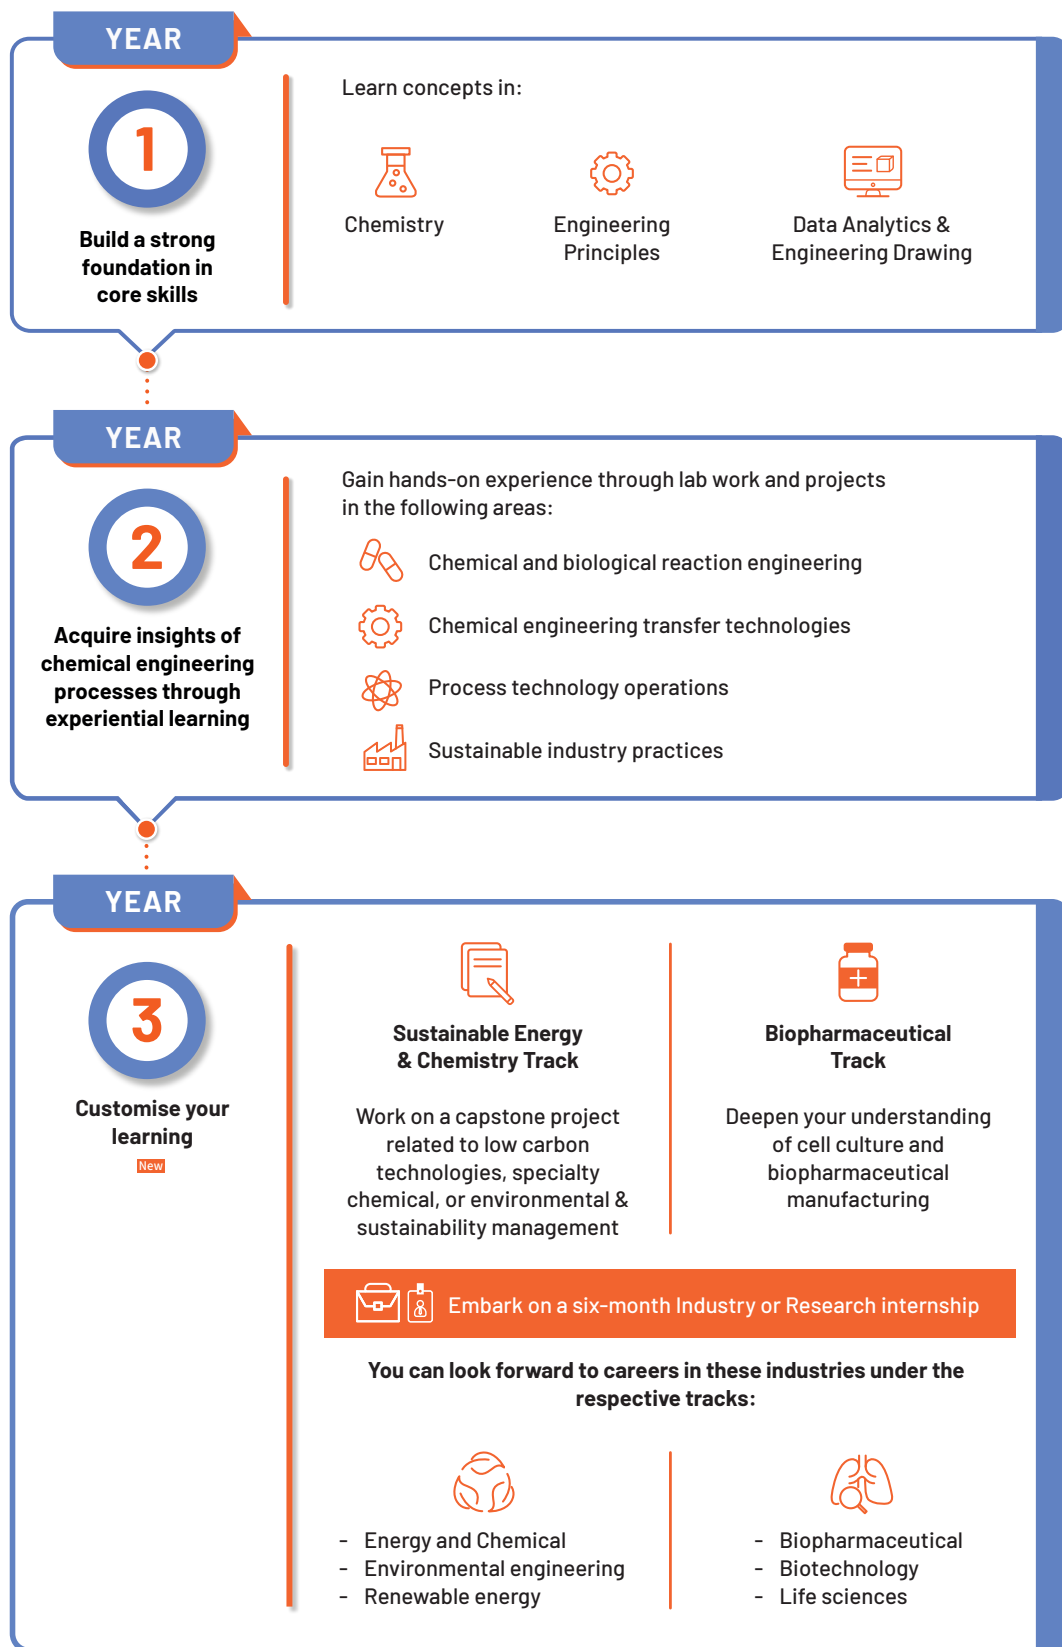 YEAR
1
Build a strong
foundation in
core skills
Learn concepts in:
Chemistry
Engineering
Principles
Data Analytics &
Engineering Drawing
YEAR
2
Acquire insights of
chemical engineering
processes through
experiential learning
Gain hands-on experience through lab work and projects
in the following areas:
Chemical and biological reaction engineering
Chemical engineering transfer technologies
Process technology operations
Sustainable industry practices
YEAR
3
Customise your
learning
New
Sustainable Energy
& Chemistry Track
Work on a capstone project
related to low carbon
technologies, specialty
chemical, or environmental &
sustainability management
Biopharmaceutical
Track
Deepen your understanding
of cell culture and
biopharmaceutical
manufacturing
Embark on a six-month Industry or Research internship
You can look forward to careers in these industries under the
respective tracks:
- Energy and Chemical
- Environmental engineering
- Renewable energy
- Biopharmaceutical
- Biotechnology
- Life sciences